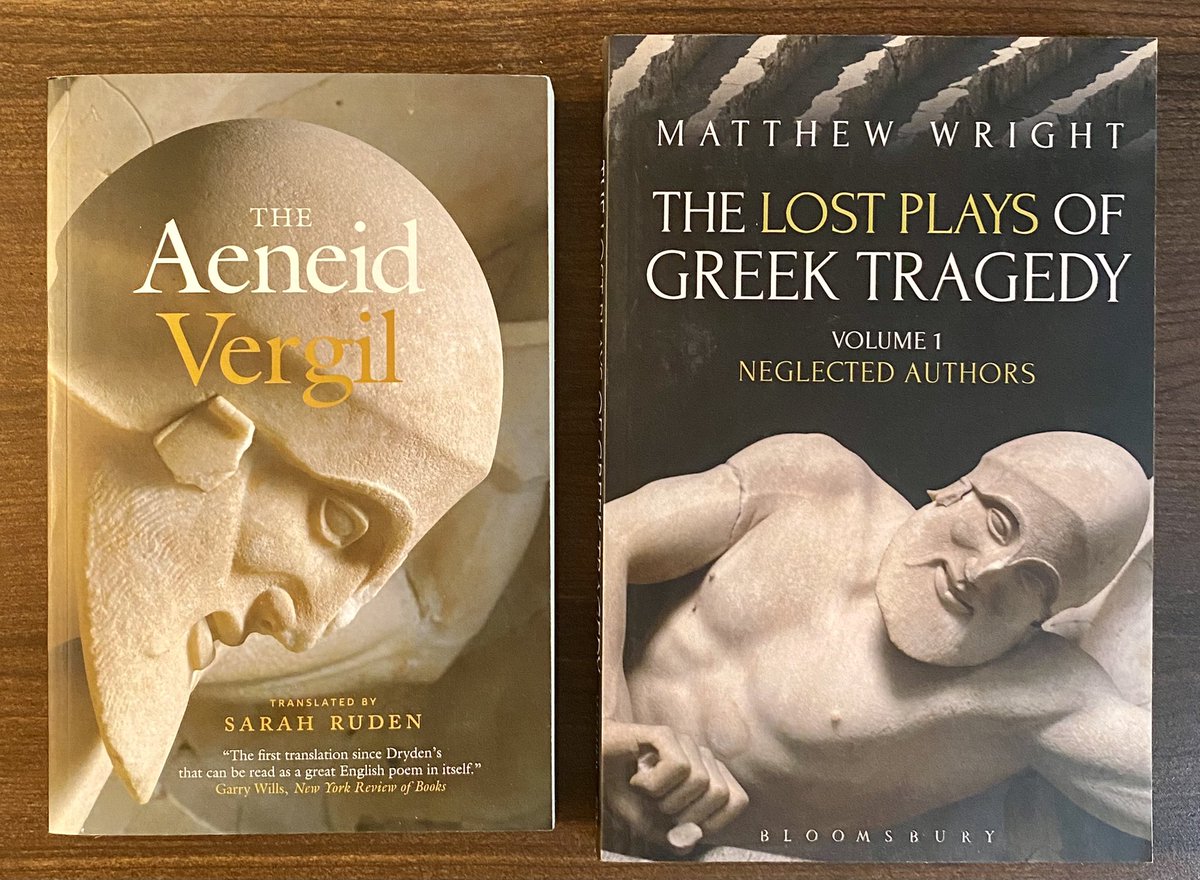 THE
Aeneid
Vergil
TRANSLATED BY
SARAH RUDEN
“The first translation since Dryden’s
that can be read as a great English poem in itself.”
Garry Wills, New York Review of Books
MATTHEW WRIGHT
THE LOST PLAYS OF
GREEK TRAGEDY
VOLUME 1
NEGLECTED AUTHORS
BLOOMSBURY